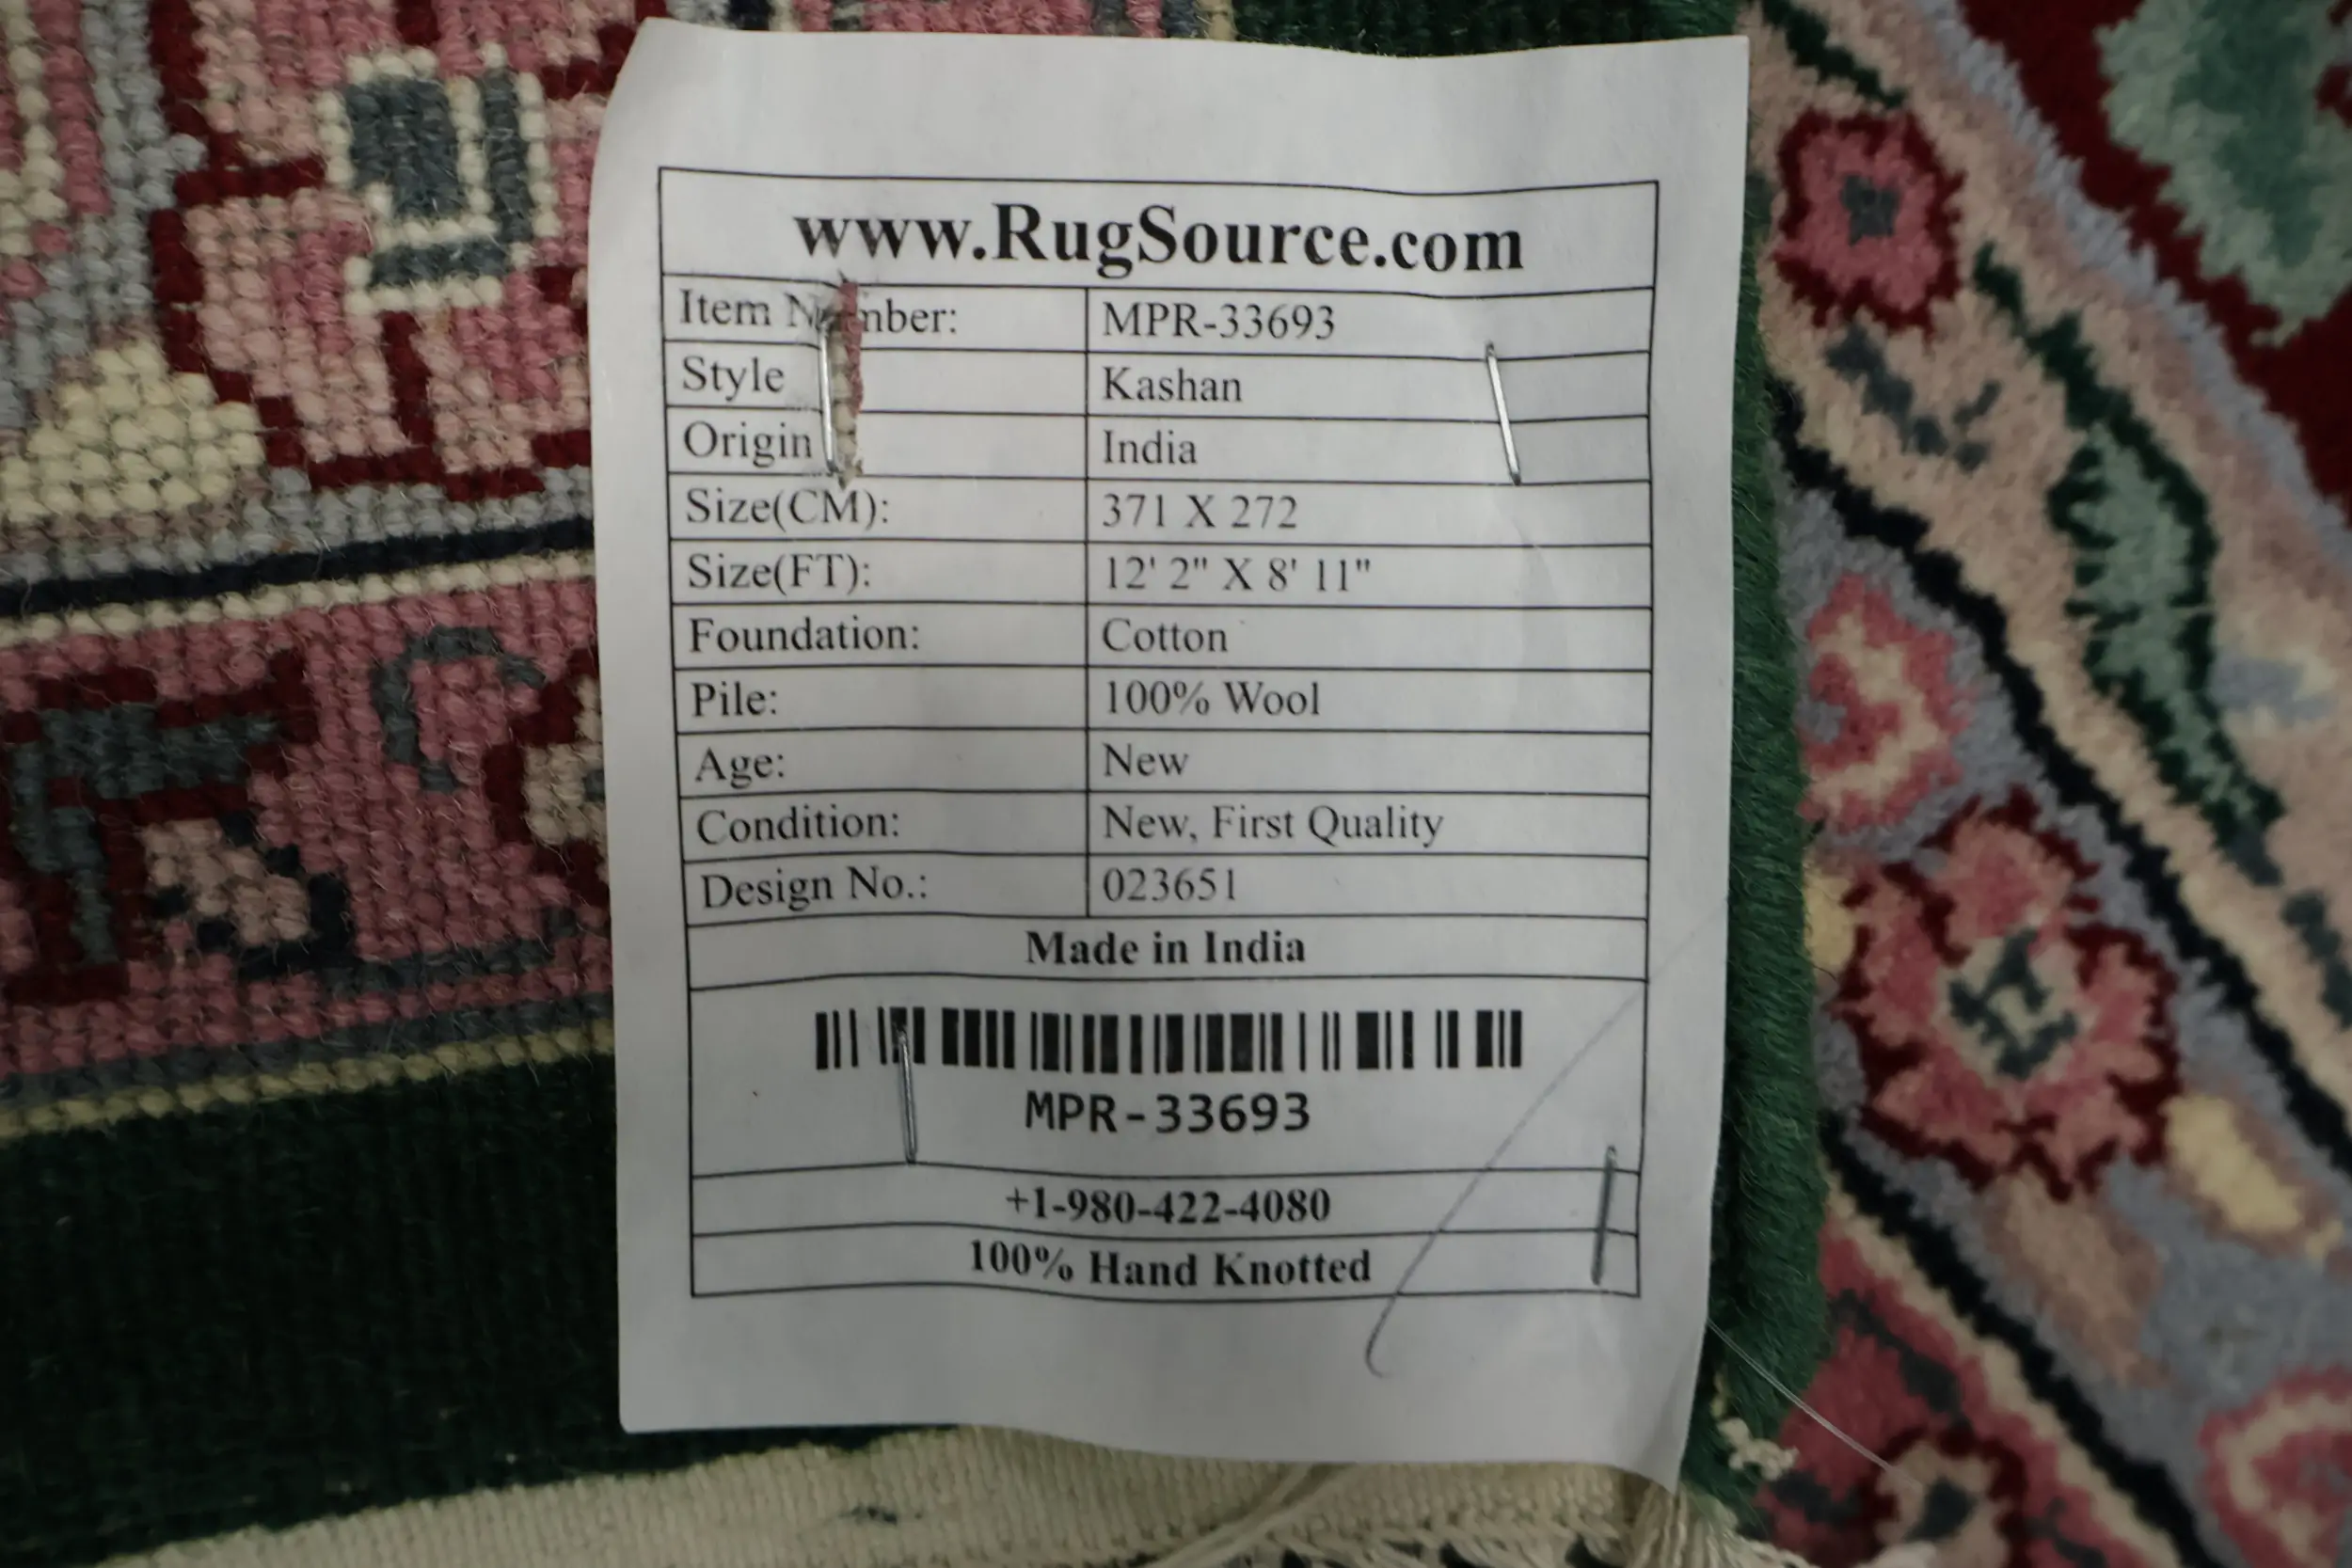 www.RugSource.com
Item Number: MPR-33693
Style Kashan
Origin India
Size(CM): 371 X 272
Size(FT): 12' 2" X 8' 11"
Foundation: Cotton
Pile: 100% Wool
Age: New
Condition: New, First Quality
Design No.: 023651
Made in India
MPR-33693
+1-980-422-4080
100% Hand Knotted